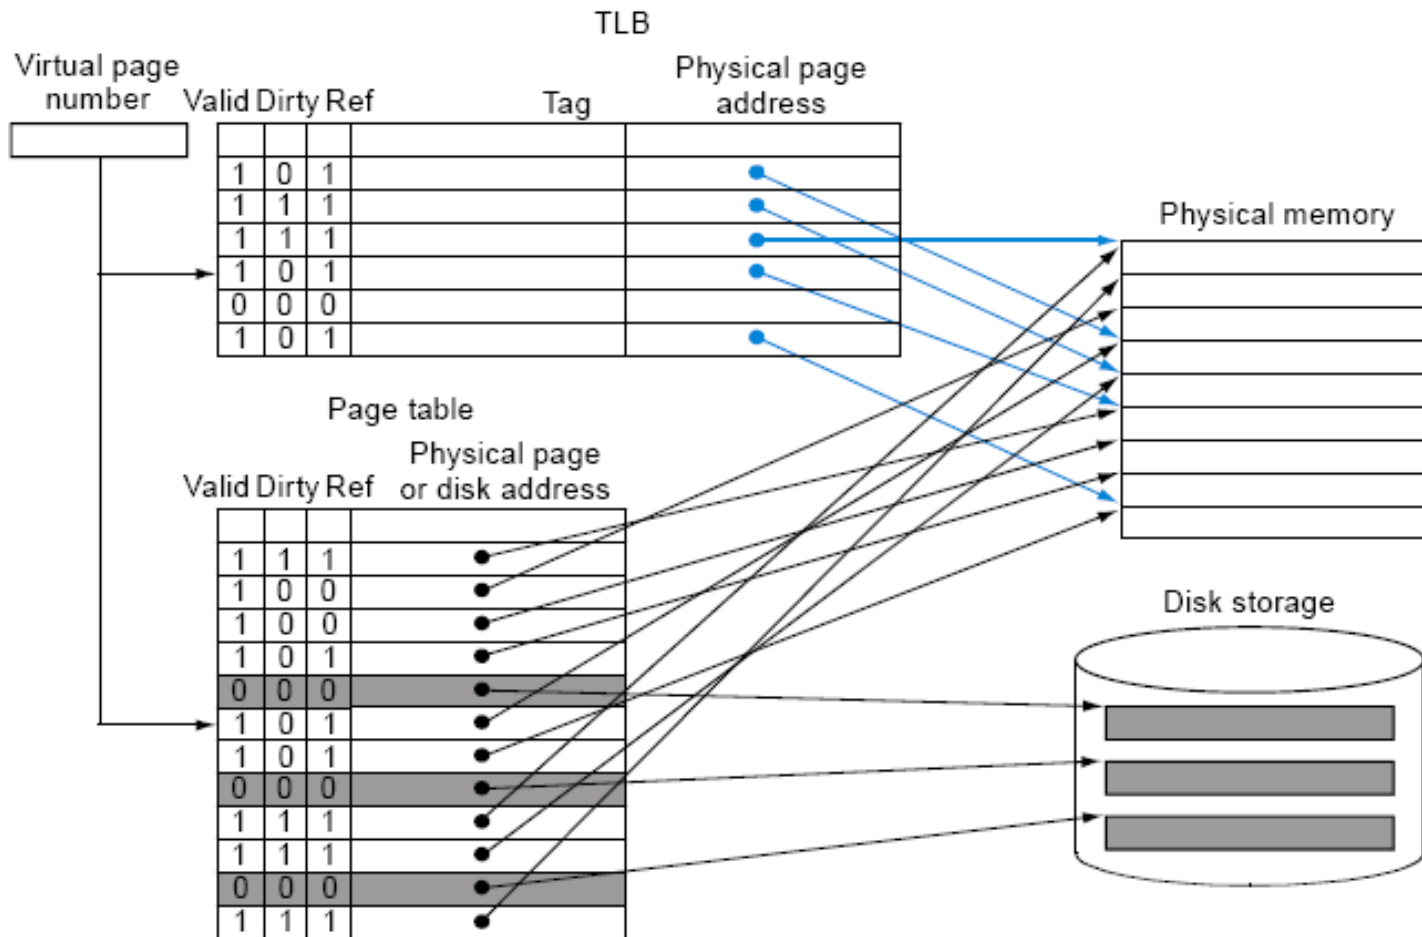 TLB
Virtual page
number
Valid Dirty Ref
Tag
Physical page
address
1 0 1
1 1 1
1 1 1
1 0 1
0 0 0
1 0 1
Physical memory
Page table
Valid Dirty Ref
Physical page
or disk address
1 1 1
1 0 0
1 0 0
1 0 1
0 0 0
1 0 1
1 0 1
0 0 0
1 1 1
1 1 1
0 0 0
1 1 1
Disk storage